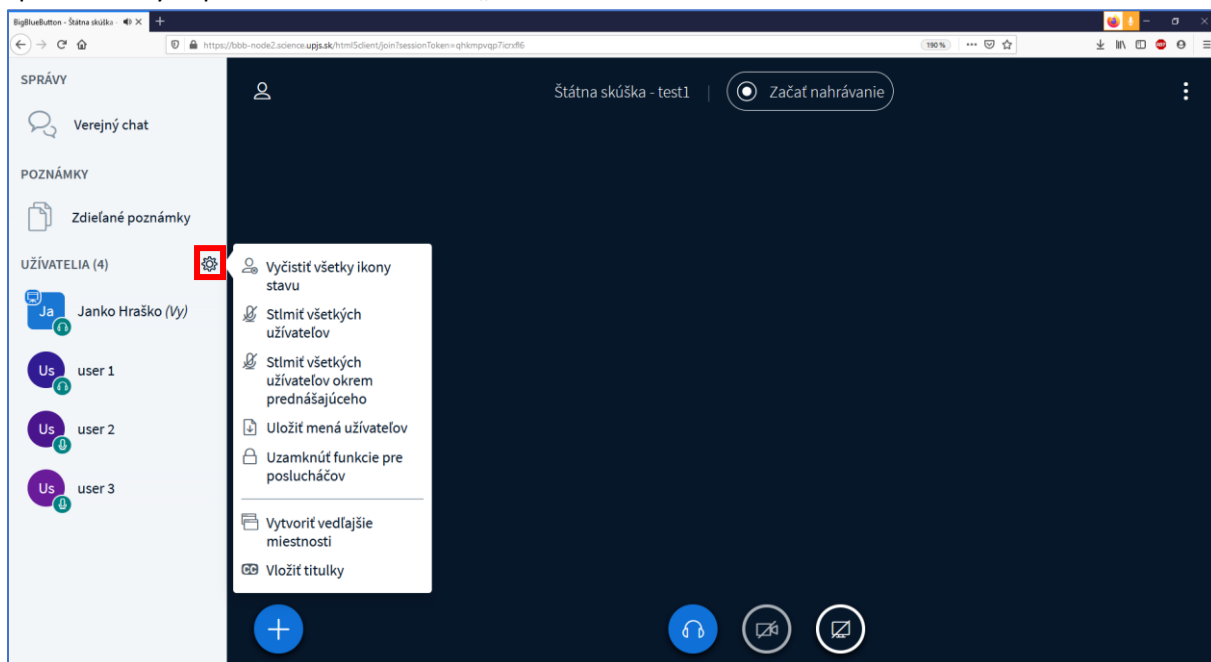 BigBlueButton - Štátna skúška -
https://bbb-node2.science.upjs.sk/html5client/join?sessionToken=qhkmpvqp7icrxfl6
190 %
SPRÁVY
Verejný chat
POZNÁMKY
Zdieľané poznámky
UŽÍVATELIA (4)
Ja
Janko Hraško (Vy)
Us
user 1
Us
user 2
Us
user 3
Štátna skúška - test1 |
Začať nahrávanie
Vyčistiť všetky ikony
stavu
Stlmiť všetkých
užívateľov
Stlmiť všetkých
užívateľov okrem
prednášajúceho
Uložiť mená užívateľov
Uzamknúť funkcie pre
poslucháčov
Vytvoriť vedľajšie
miestnosti
CC Vložiť titulky